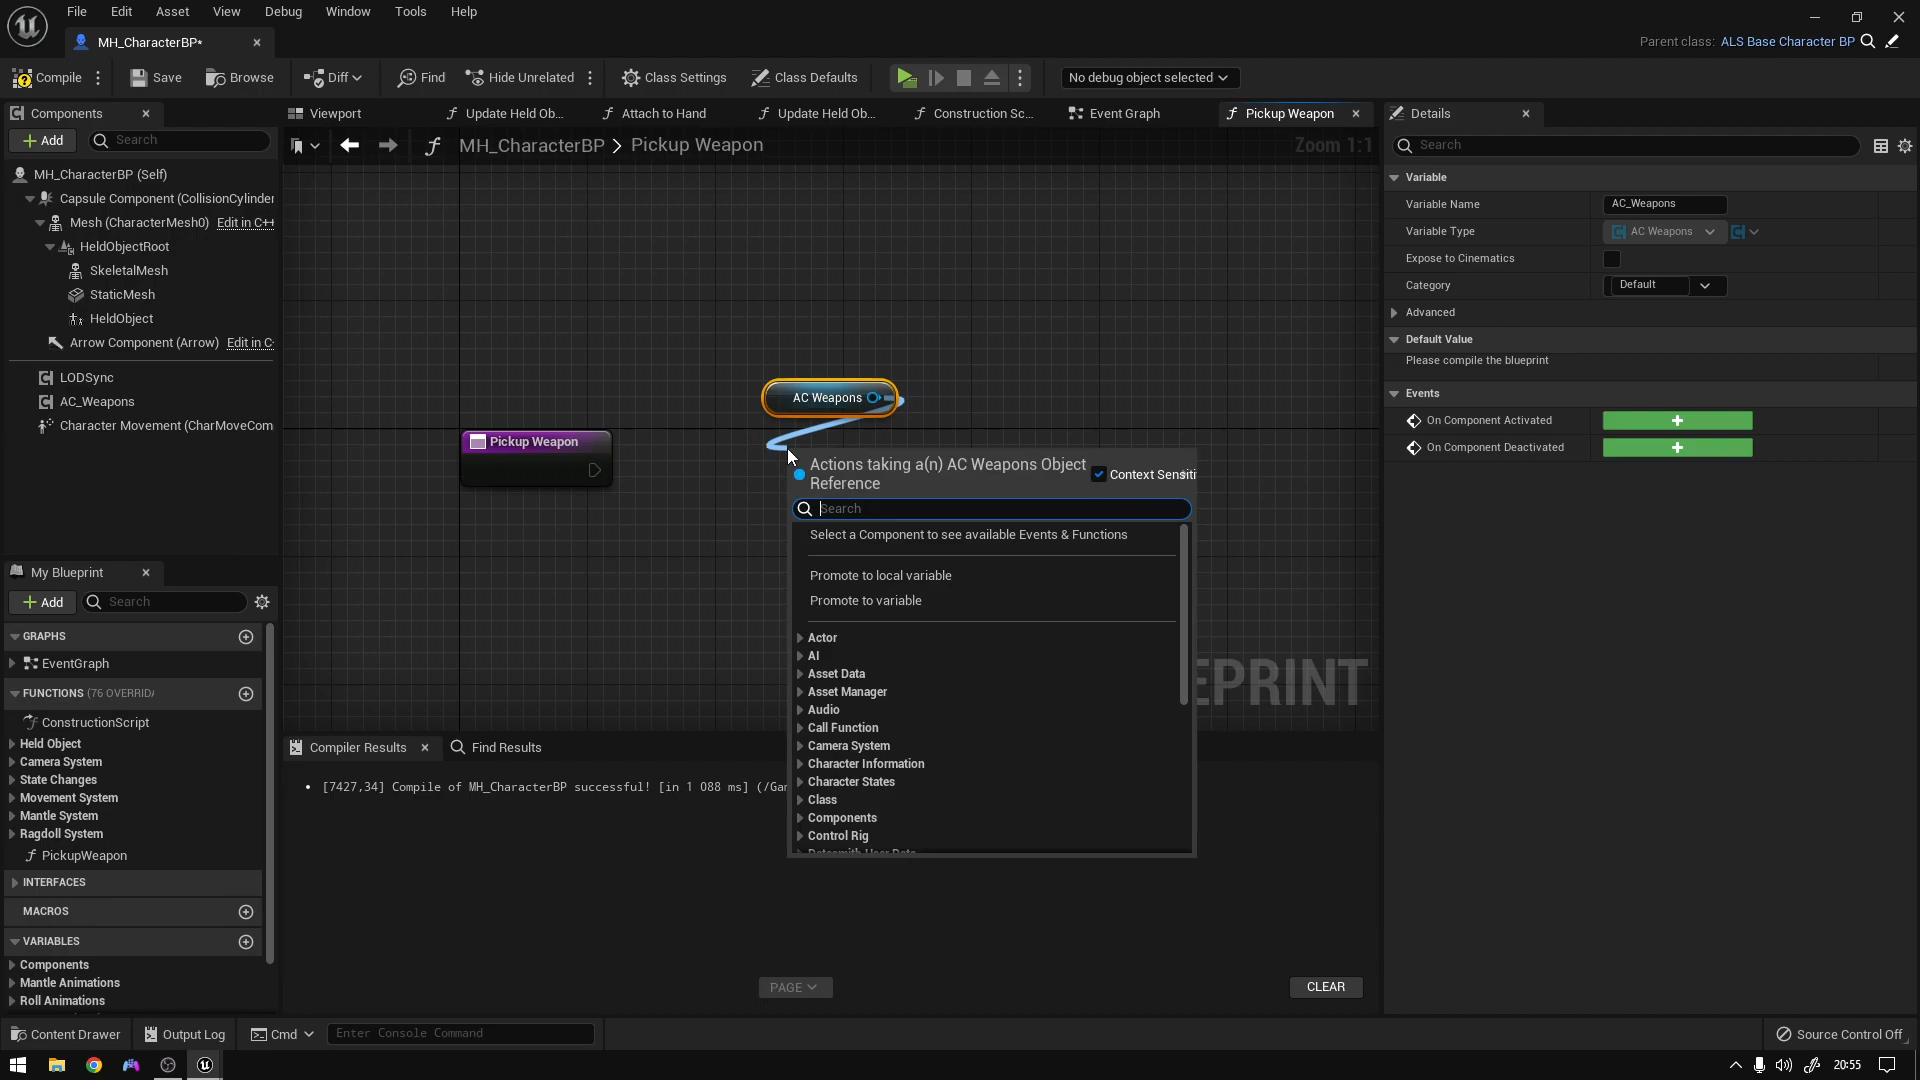 File Edit Asset View Debug Window Tools Help
MH_CharacterBP*
Parent class: ALS Base Character BP
Compile Save Browse Diff Find Hide Unrelated Class Settings Class Defaults No debug object selected
Components
Add Search
MH_CharacterBP (Self)
Capsule Component (CollisionCylinder
Mesh (CharacterMesh0) Edit in C++
HeldObjectRoot
SkeletalMesh
StaticMesh
HeldObject
Arrow Component (Arrow) Edit in C
LODSync
AC_Weapons
Character Movement (CharMoveCom
My Blueprint
Add Search
GRAPHS
EventGraph
FUNCTIONS (76 OVERRID
ConstructionScript
Held Object
Camera System
State Changes
Movement System
Mantle System
Ragdoll System
PickupWeapon
INTERFACES
MACROS
VARIABLES
Components
Mantle Animations
Roll Animations
Viewport Update Held Ob... Attach to Hand Update Held Ob... Construction Sc... Event Graph Pickup Weapon
MH_CharacterBP > Pickup Weapon
Zoom 1:1
AC Weapons
Pickup Weapon
Actions taking a(n) AC Weapons Object
Reference
Context Sensiti
Search
Select a Component to see available Events & Functions
Promote to local variable
Promote to variable
Actor
AI
Asset Data
Asset Manager
Audio
Call Function
Camera System
Character Information
Character States
Class
Components
Control Rig
EPRINT
Compiler Results Find Results
[7427,34] Compile of MH_CharacterBP successful! [in 1 088 ms] (/Ga
PAGE
CLEAR
Details
Search
Variable
Variable Name AC_Weapons
Variable Type AC Weapons
Expose to Cinematics
Category Default
Advanced
Default Value
Please compile the blueprint
Events
On Component Activated
On Component Deactivated
Content Drawer Output Log Cmd Enter Console Command Source Control Off
20:55